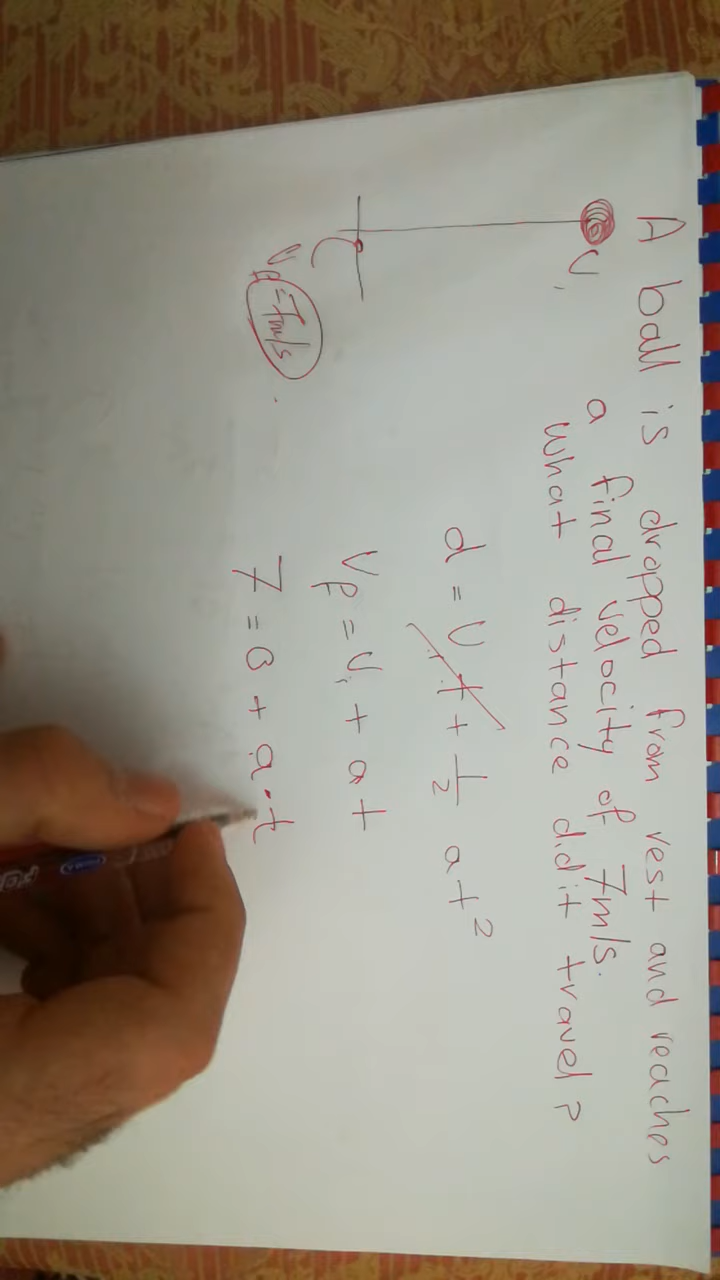 A ball is dropped from rest and reaches
a final velocity of 7m/s.
What distance did it travel?
Vi
Vf = 7m/s
d = Vit + 1/2 at²
Vf = Vi + at
7 = 0 + a·t